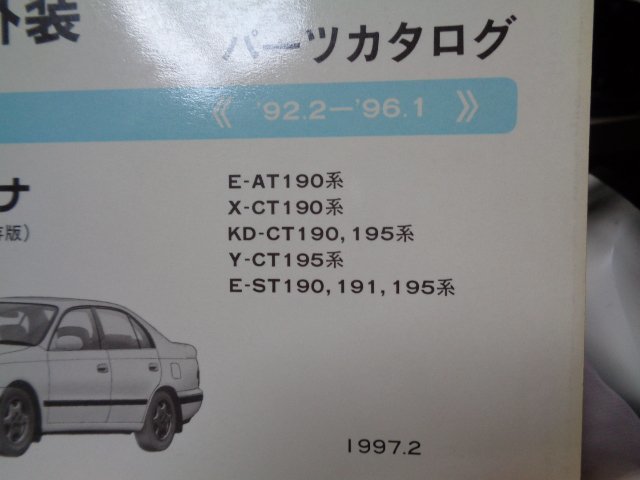 外装
パーツカタログ
《 '92.2－'96.1 》
ナ
E-AT190系
X-CT190系
存版)
KD-CT190, 195系
Y-CT195系
E-ST190, 191, 195系
1997.2